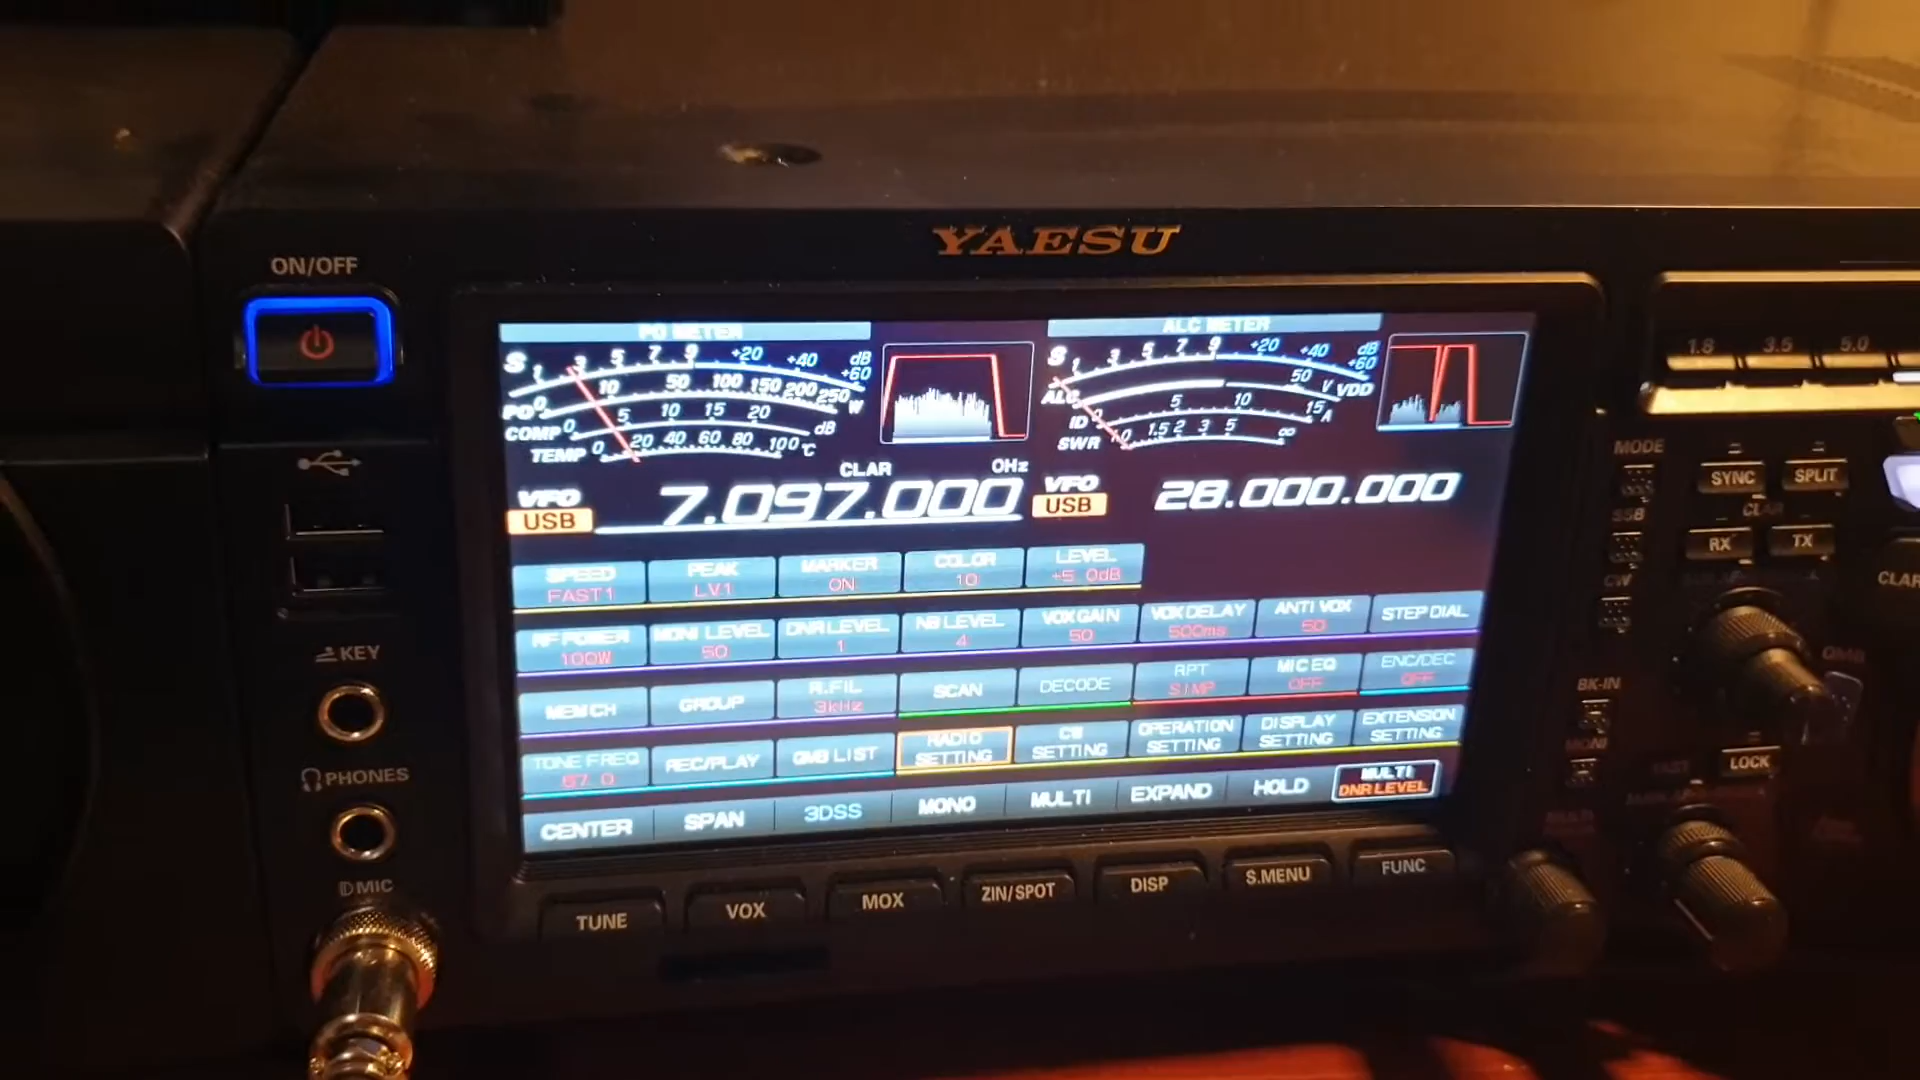 YAESU
ON/OFF
PO METER
ALC METER
1.8 3.5 5.0
S 1 3 5 7 9 +20 +40 +60 dB
PO 0 10 50 100 150 200 250 W
COMP 0 5 10 15 20 dB
TEMP 0 20 40 60 80 100 °C
S 1 3 5 7 9 +20 +40 +60 dB
ALC 50 V VDD
ID 0 5 10 15 A
SWR 1.0 1.5 2 3 5 ∞
CLAR 0Hz
VFO
USB
7.097.000
VFO
USB
28.000.000
MODE
SSB
CW
SYNC
SPLIT
CLAR
RX
TX
CLAR
SPEED
FAST1
PEAK
LV1
MARKER
ON
COLOR
10
LEVEL
+5.0dB
RF POWER
100W
MONI LEVEL
50
DNR LEVEL
1
NB LEVEL
4
VOX GAIN
50
VOX DELAY
500ms
ANTI VOX
50
STEP DIAL
MEM CH
GROUP
R.FIL
3kHz
SCAN
DECODE
RPT
SIMP
MIC EQ
OFF
ENC/DEC
OFF
TONE FREQ
67.0
REC/PLAY
QMB LIST
RADIO SETTING
CW SETTING
OPERATION SETTING
DISPLAY SETTING
EXTENSION SETTING
CENTER
SPAN
3DSS
MONO
MULTI
EXPAND
HOLD
MULTI
DNR LEVEL
KEY
PHONES
MIC
QMB
BK-IN
MONI
FAST
LOCK
TUNE
VOX
MOX
ZIN/SPOT
DISP
S.MENU
FUNC